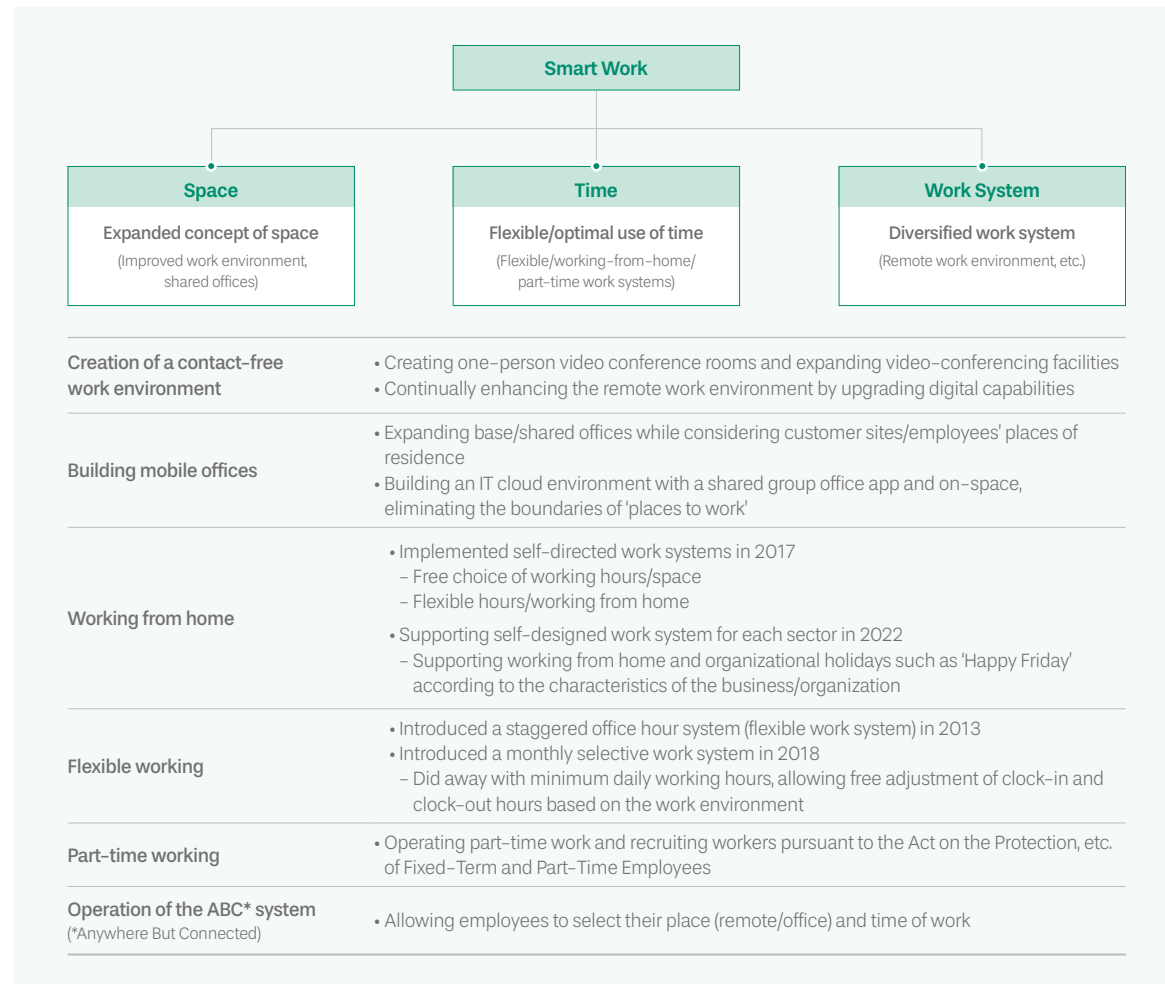 Smart Work
Space
Expanded concept of space
(Improved work environment,
shared offices)
Time
Flexible/optimal use of time
(Flexible/working-from-home/
part-time work systems)
Work System
Diversified work system
(Remote work environment, etc.)
Creation of a contact-free
work environment
• Creating one-person video conference rooms and expanding video-conferencing facilities
• Continually enhancing the remote work environment by upgrading digital capabilities
Building mobile offices
• Expanding base/shared offices while considering customer sites/employees' places of
residence
• Building an IT cloud environment with a shared group office app and on-space,
eliminating the boundaries of 'places to work'
Working from home
• Implemented self-directed work systems in 2017
– Free choice of working hours/space
– Flexible hours/working from home
• Supporting self-designed work system for each sector in 2022
– Supporting working from home and organizational holidays such as 'Happy Friday'
according to the characteristics of the business/organization
Flexible working
• Introduced a staggered office hour system (flexible work system) in 2013
• Introduced a monthly selective work system in 2018
– Did away with minimum daily working hours, allowing free adjustment of clock-in and
clock-out hours based on the work environment
Part-time working
• Operating part-time work and recruiting workers pursuant to the Act on the Protection, etc.
of Fixed-Term and Part-Time Employees
Operation of the ABC* system
(*Anywhere But Connected)
• Allowing employees to select their place (remote/office) and time of work